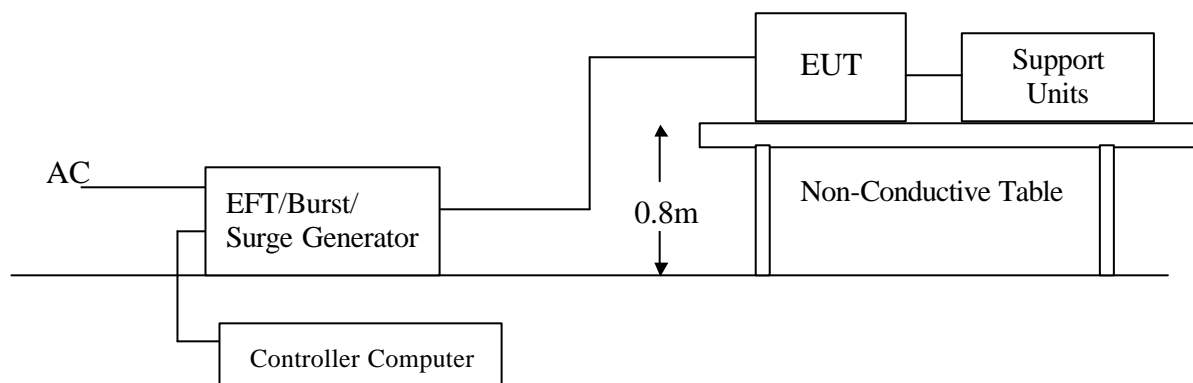 EUT
Support
Units
AC
EFT/Burst/
Surge Generator
0.8m
Non-Conductive Table
Controller Computer